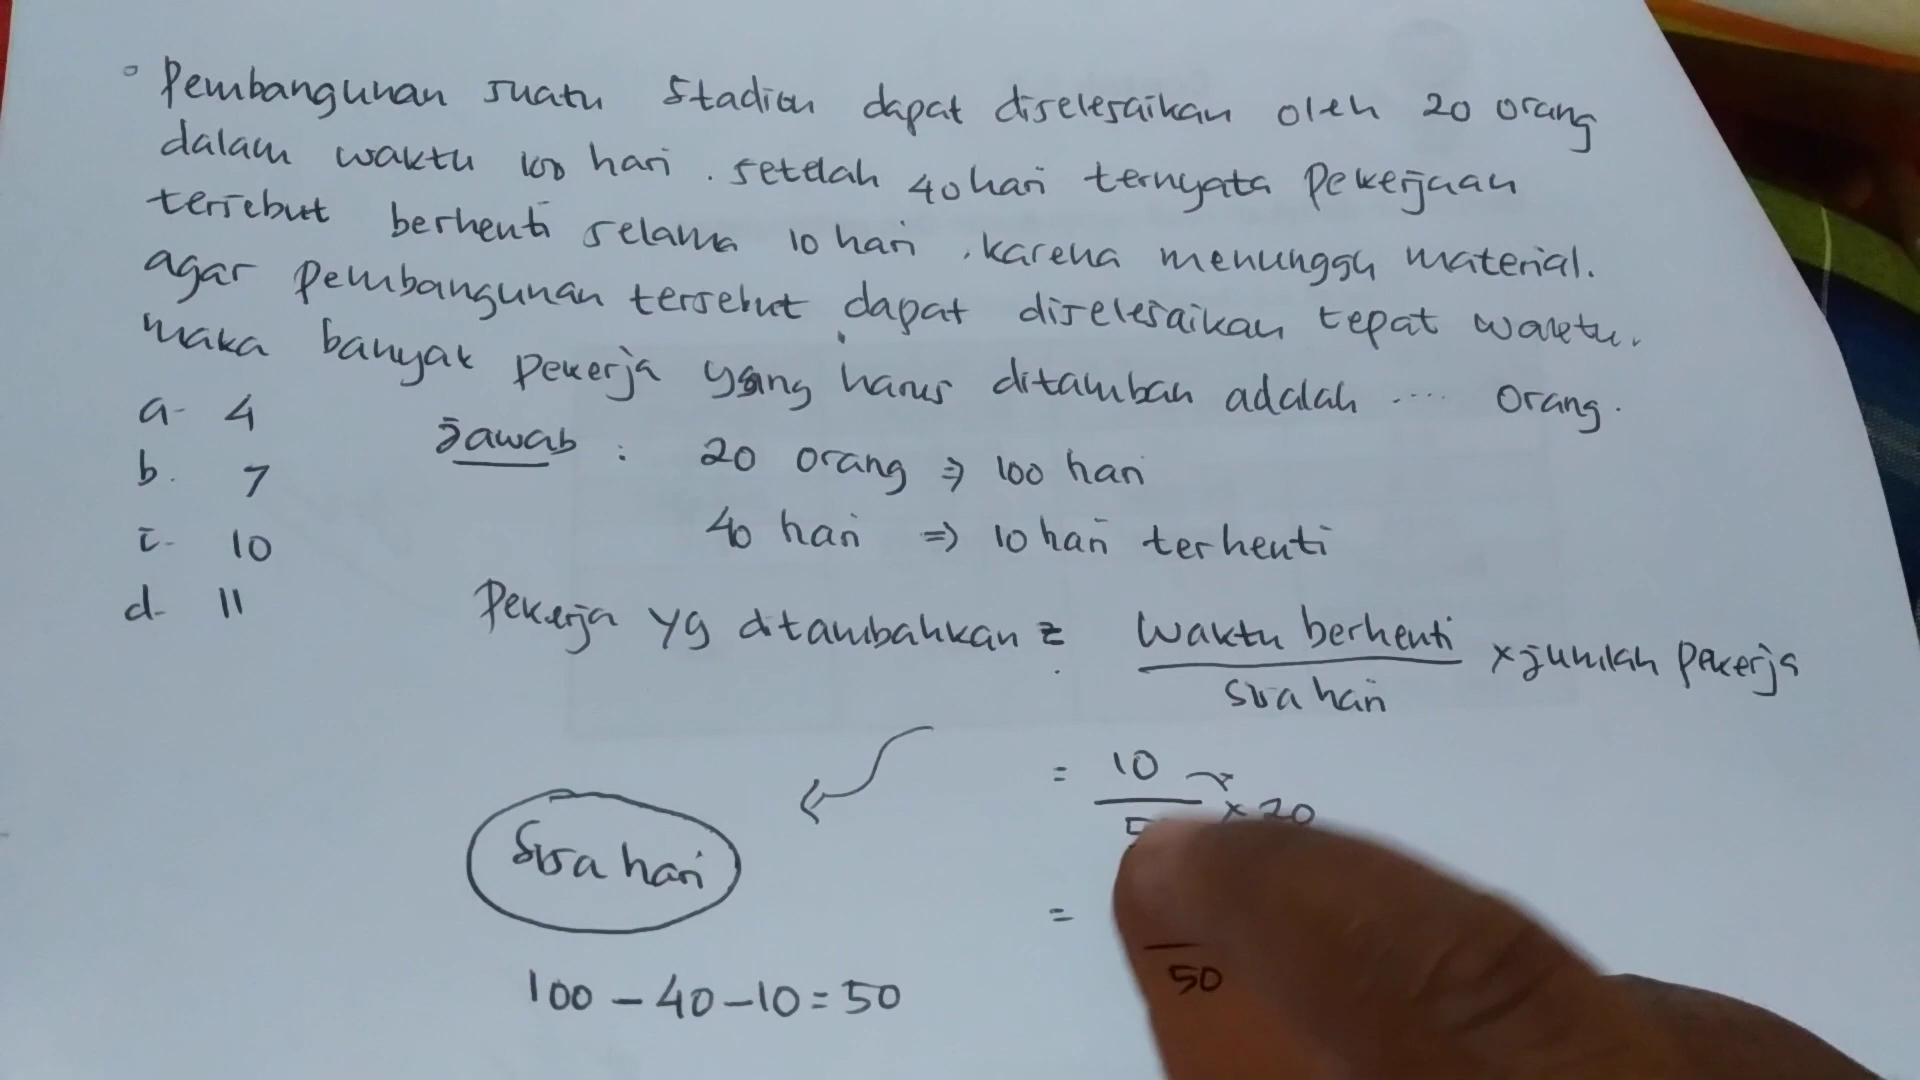 Pembangunan suatu Stadion dapat diselesaikan oleh 20 orang
dalam waktu 100 hari. setelah 40 hari ternyata Pekerjaan
tersebut berhenti selama 10 hari, karena menunggu material.
agar Pembangunan tersebut dapat diselesaikan tepat waktu.
maka banyak pekerja yang harus ditambah adalah .... Orang.
a- 4
b. 7
c- 10
d- 11
Jawab : 20 orang ⇒ 100 hari
40 hari ⇒ 10 hari terhenti
Pekerja yg ditambahkan = Waktu berhenti × jumlah pekerja
sisa hari
= 10 × 20
5
=
50
Sisa hari
100 - 40 - 10 = 50